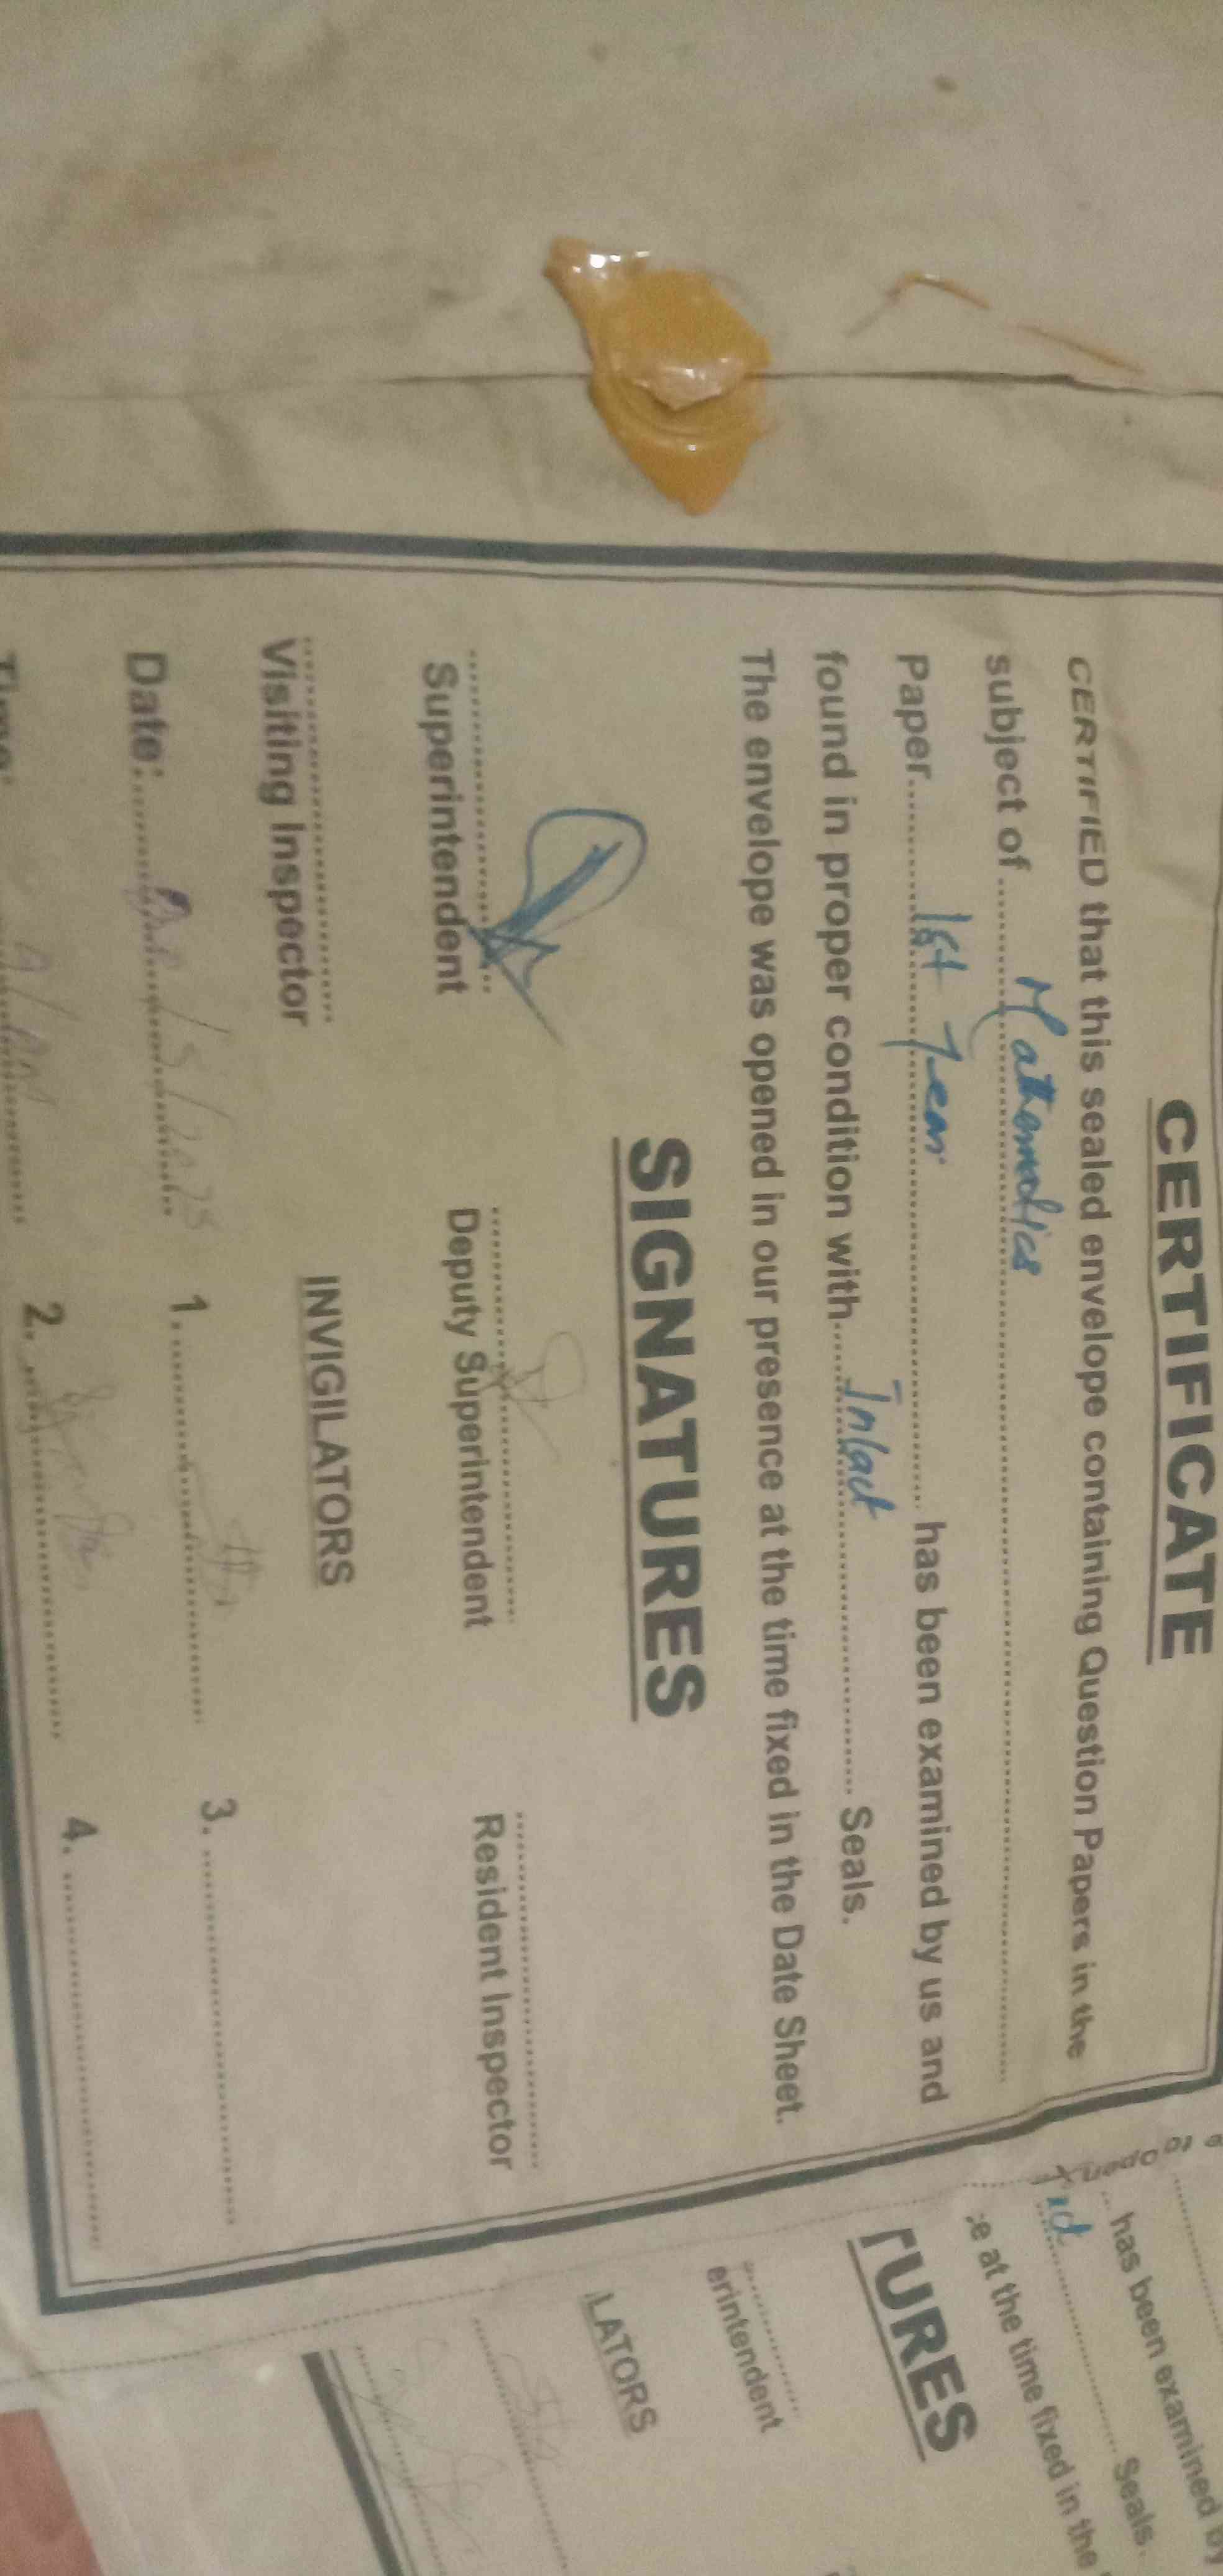 CERTIFICATE
CERTIFIED that this sealed envelope containing Question Papers in the
subject of........Mathematics........
Paper........1st Year........has been examined by us and
found in proper condition with......Intact......Seals.
The envelope was opened in our presence at the time fixed in the Date Sheet.
SIGNATURES
Superintendent Deputy Superintendent Resident Inspector
Visiting Inspector INVIGILATORS
Date: 1. 3.
Time: 2. 4.
has been examined by
Seals.
e at the time fixed in the
TURES
erintendent
LATORS